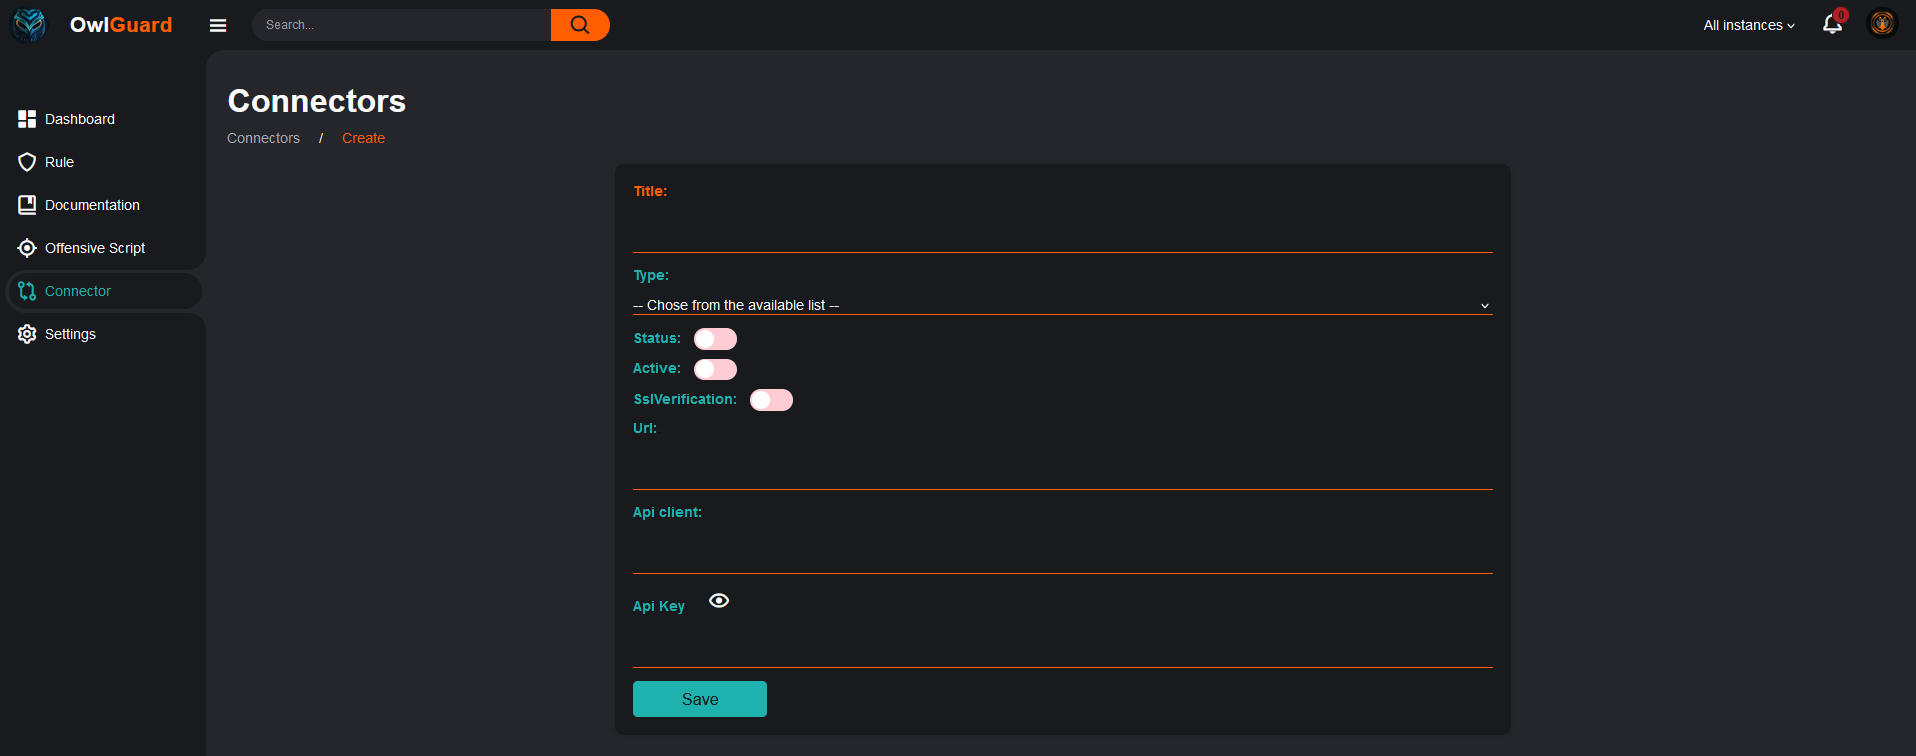 OwlGuard
Search...
All instances
0
Dashboard
Rule
Documentation
Offensive Script
Connector
Settings
Connectors
Connectors / Create
Title:
Type:
-- Chose from the available list --
Status:
Active:
SslVerification:
Url:
Api client:
Api Key
Save